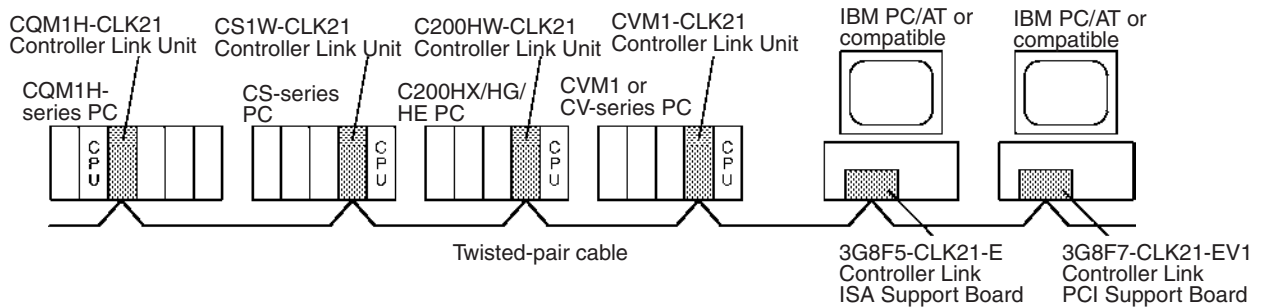 CQM1H-CLK21
Controller Link Unit
CS1W-CLK21
Controller Link Unit
C200HW-CLK21
Controller Link Unit
CVM1-CLK21
Controller Link Unit
IBM PC/AT or
compatible
IBM PC/AT or
compatible
CQM1H-
series PC
CS-series
PC
C200HX/HG/
HE PC
CVM1 or
CV-series PC
CPU
CPU
CPU
CPU
Twisted-pair cable
3G8F5-CLK21-E
Controller Link
ISA Support Board
3G8F7-CLK21-EV1
Controller Link
PCI Support Board